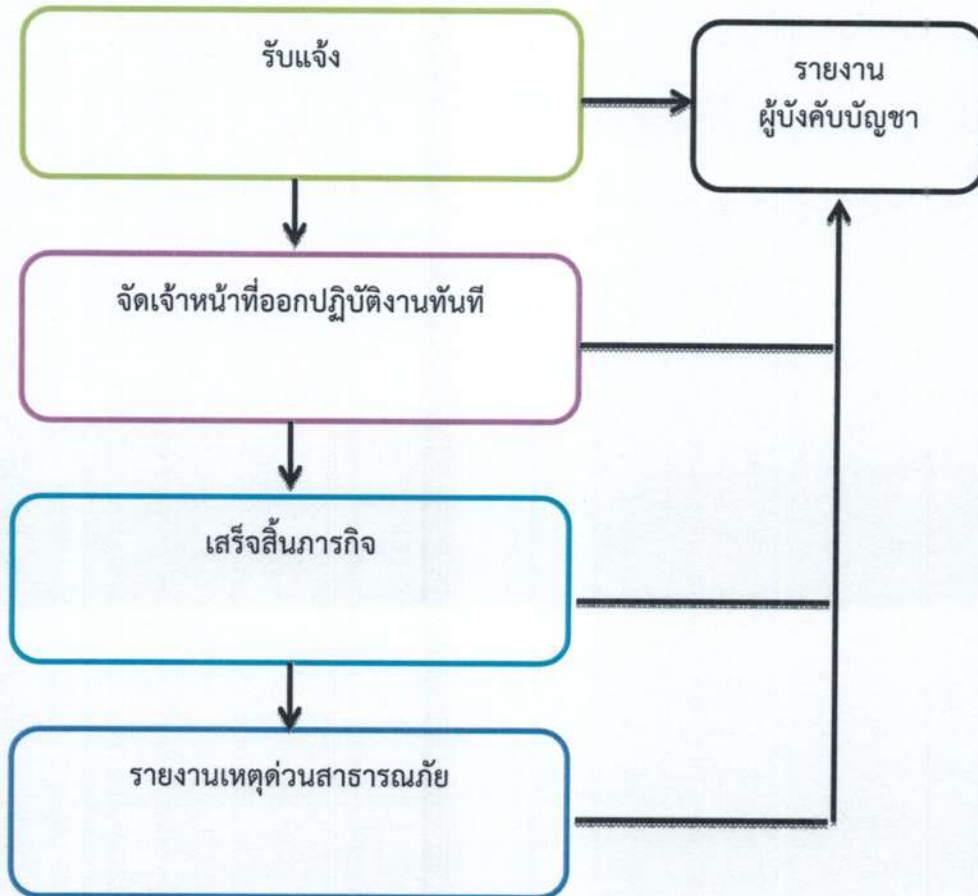 รับแจ้ง
รายงาน
ผู้บังคับบัญชา
จัดเจ้าหน้าที่ออกปฏิบัติงานทันที
เสร็จสิ้นภารกิจ
รายงานเหตุด่วนสาธารณภัย